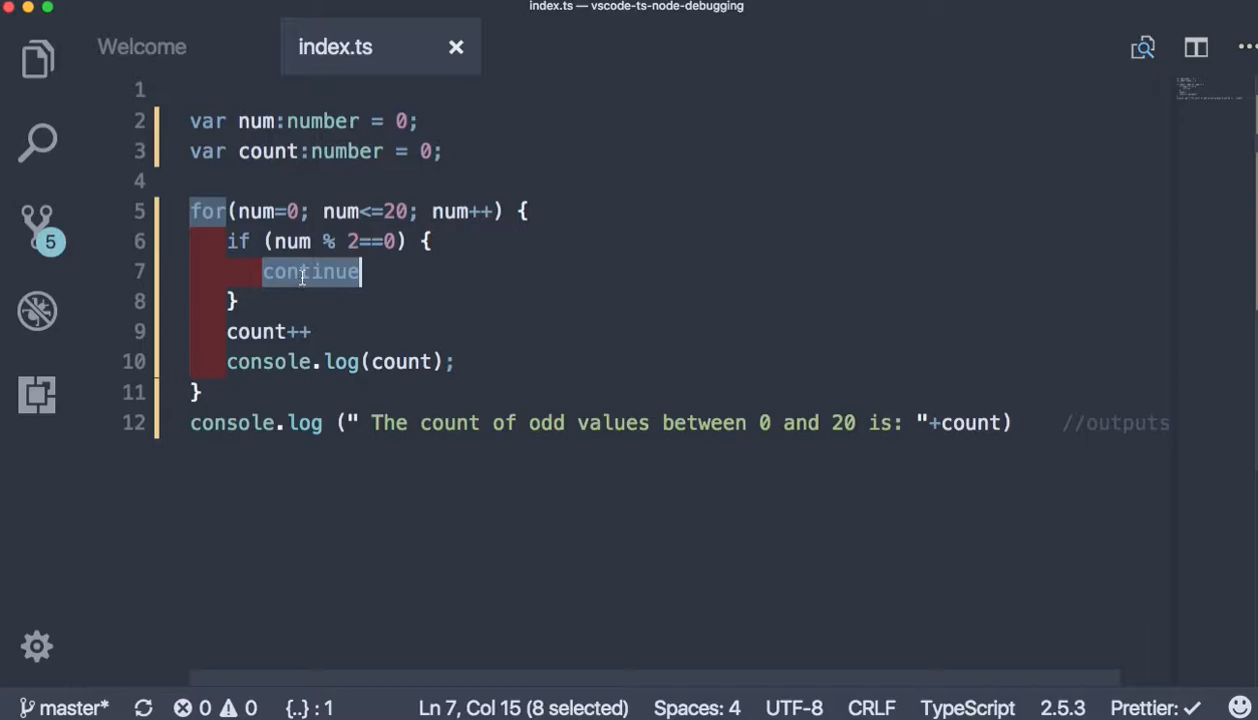 index.ts — vscode-ts-node-debugging
Welcome index.ts ×
1
2 var num:number = 0;
3 var count:number = 0;
4
5 for(num=0; num<=20; num++) {
6 if (num % 2==0) {
7 continue
8 }
9 count++
10 console.log(count);
11 }
12 console.log (" The count of odd values between 0 and 20 is: "+count) //outputs
5
master* 0 0 {..} : 1 Ln 7, Col 15 (8 selected) Spaces: 4 UTF-8 CRLF TypeScript 2.5.3 Prettier: ✓